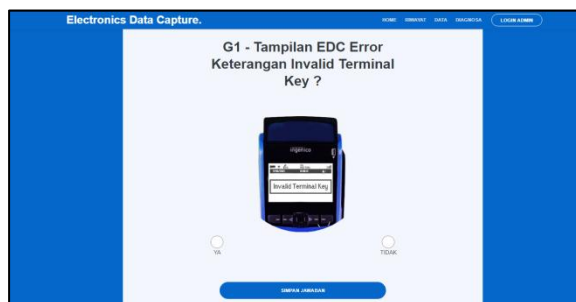 Electronics Data Capture.
HOME RIWAYAT DATA DIAGNOSA LOGIN ADMIN
G1 - Tampilan EDC Error
Keterangan Invalid Terminal
Key ?
ingenico
Invalid Terminal Key
YA
TIDAK
SIMPAN JAWABAN